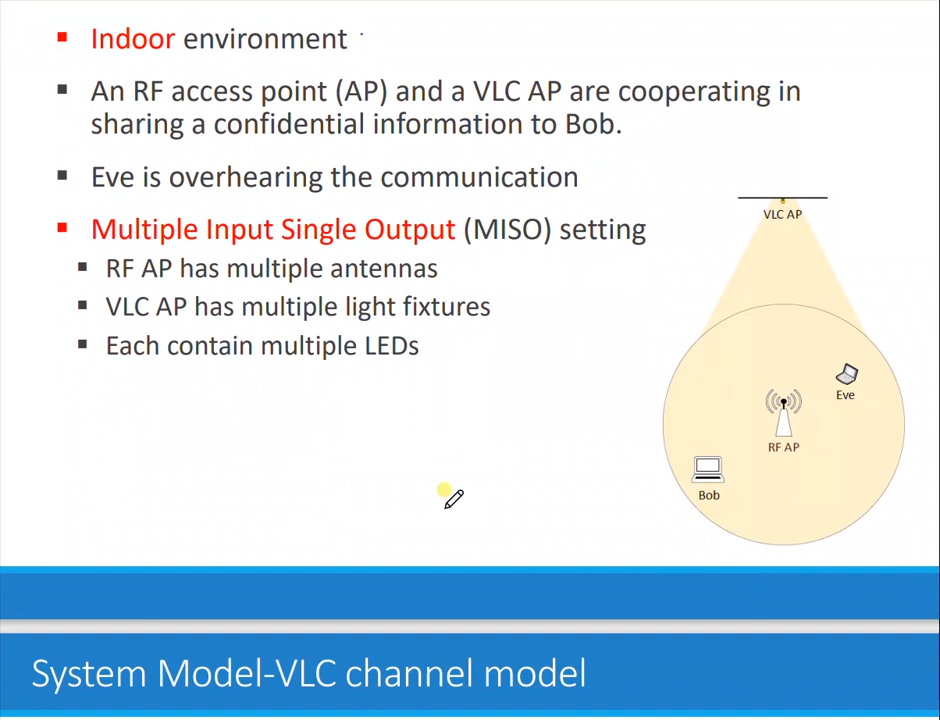 Indoor environment
An RF access point (AP) and a VLC AP are cooperating in
sharing a confidential information to Bob.
Eve is overhearing the communication
Multiple Input Single Output (MISO) setting
RF AP has multiple antennas
VLC AP has multiple light fixtures
Each contain multiple LEDs
VLC AP
Eve
RF AP
Bob
System Model-VLC channel model